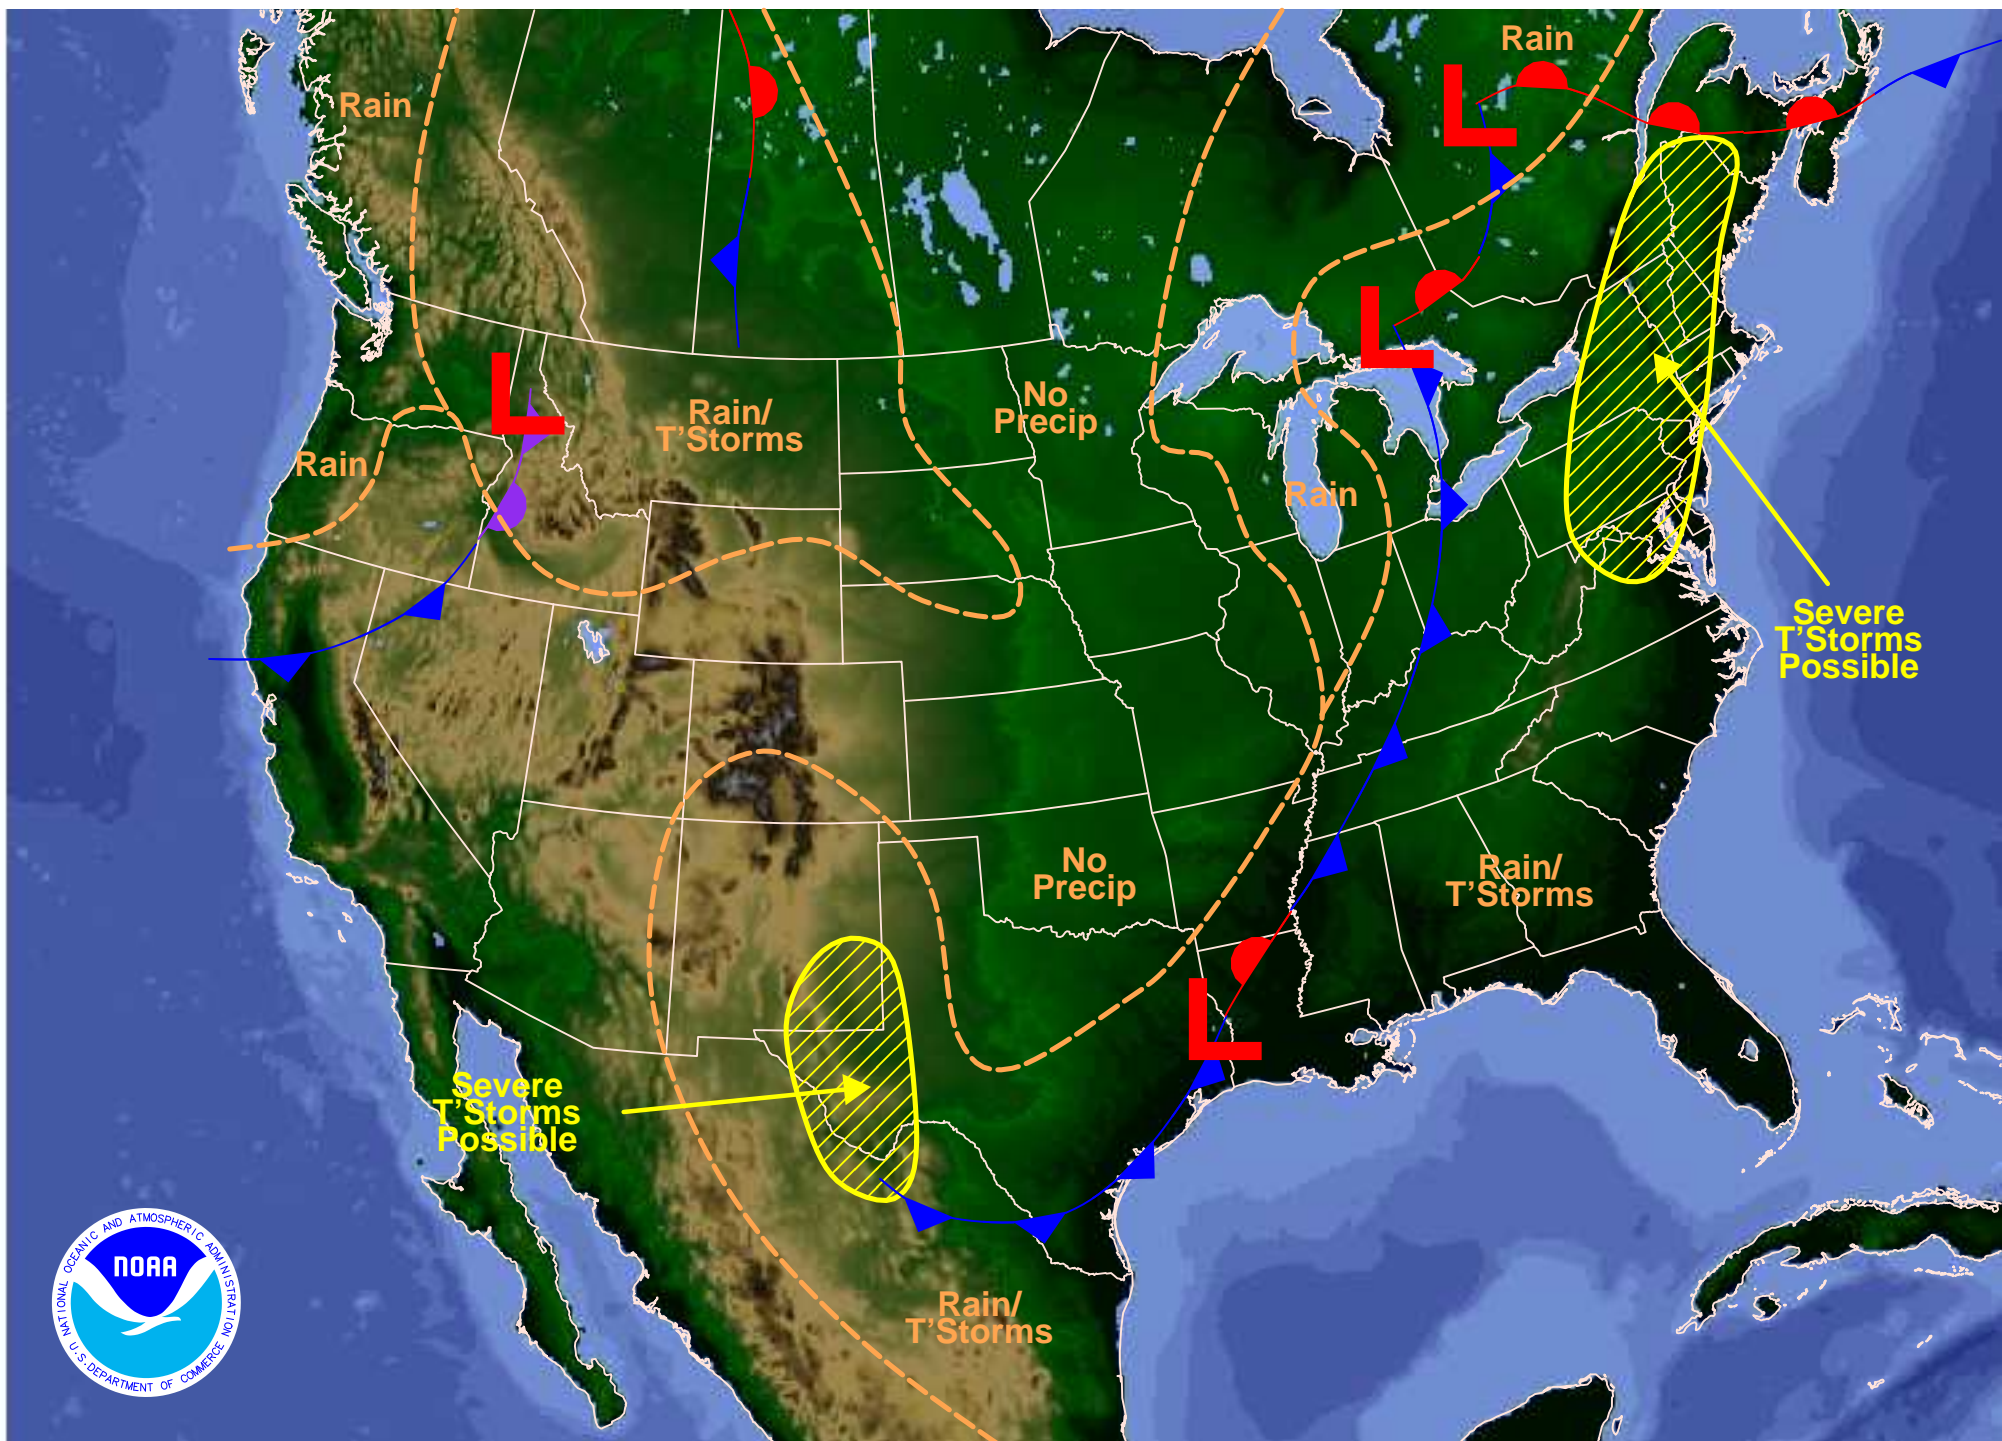 Rain
Rain
Rain/
T'Storms
No
Precip
Rain
Rain
Severe
T'Storms
Possible
No
Precip
Rain/
T'Storms
Severe
T'Storms
Possible
Rain/
T'Storms
L
L
L
L
NATIONAL OCEANIC AND ATMOSPHERIC ADMINISTRATION
NOAA
U.S. DEPARTMENT OF COMMERCE